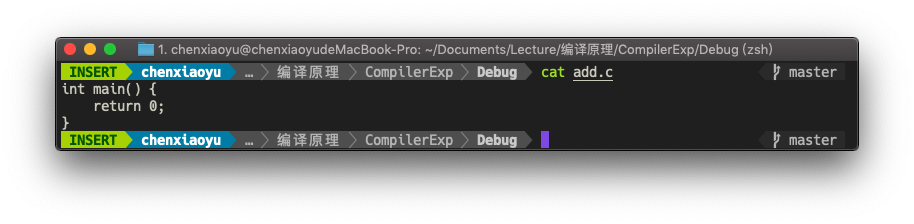 1. chenxiaoyu@chenxiaoyudeMacBook-Pro: ~/Documents/Lecture/编译原理/CompilerExp/Debug (zsh)
INSERT chenxiaoyu … 编译原理 CompilerExp Debug cat add.c master
int main() {
    return 0;
}
INSERT chenxiaoyu … 编译原理 CompilerExp Debug master